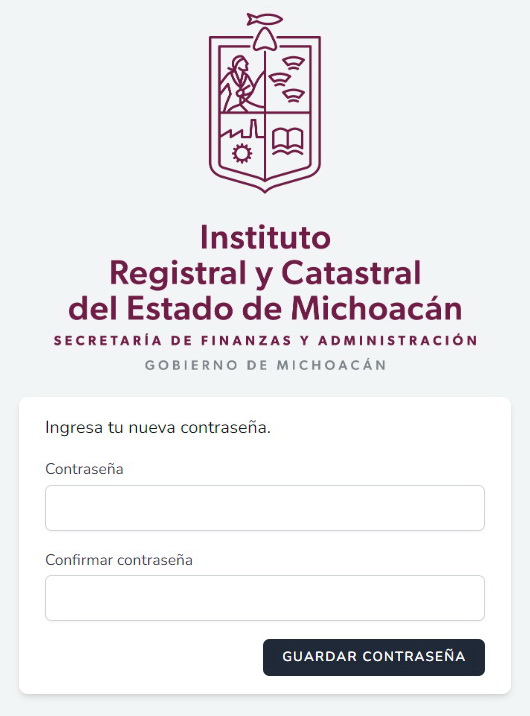 Instituto
Registral y Catastral
del Estado de Michoacán
SECRETARÍA DE FINANZAS Y ADMINISTRACIÓN
GOBIERNO DE MICHOACÁN
Ingresa tu nueva contraseña.
Contraseña
Confirmar contraseña
GUARDAR CONTRASEÑA